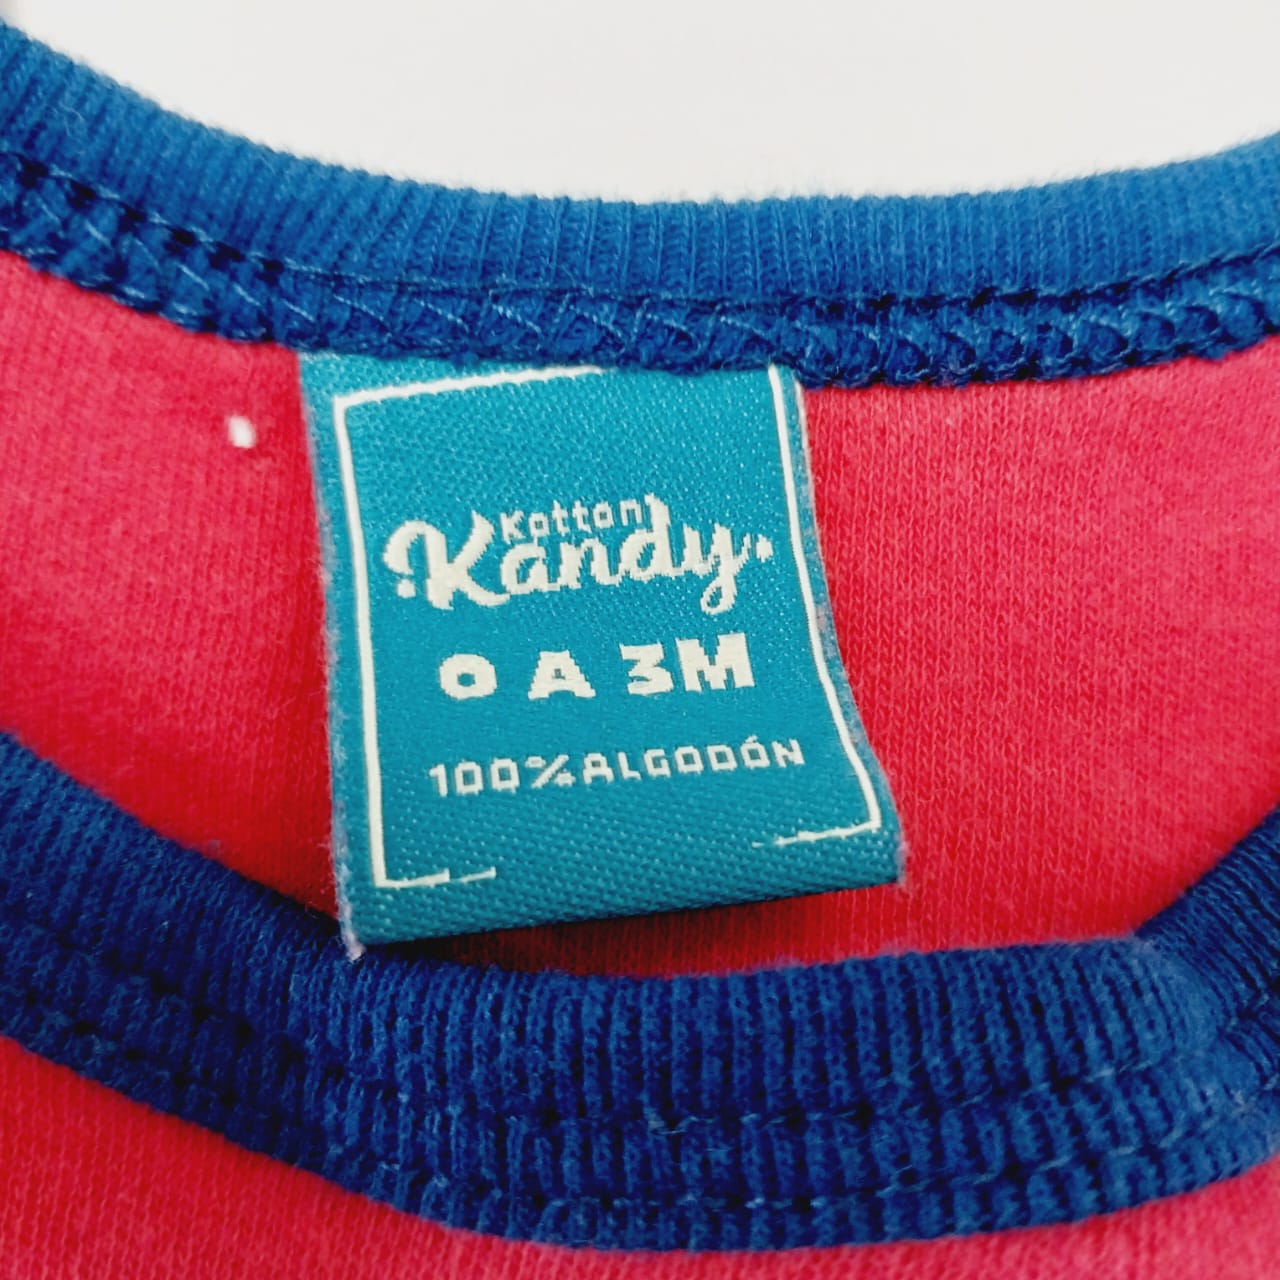 Kotton
Kandy
0 A 3M
100%ALGODÓN